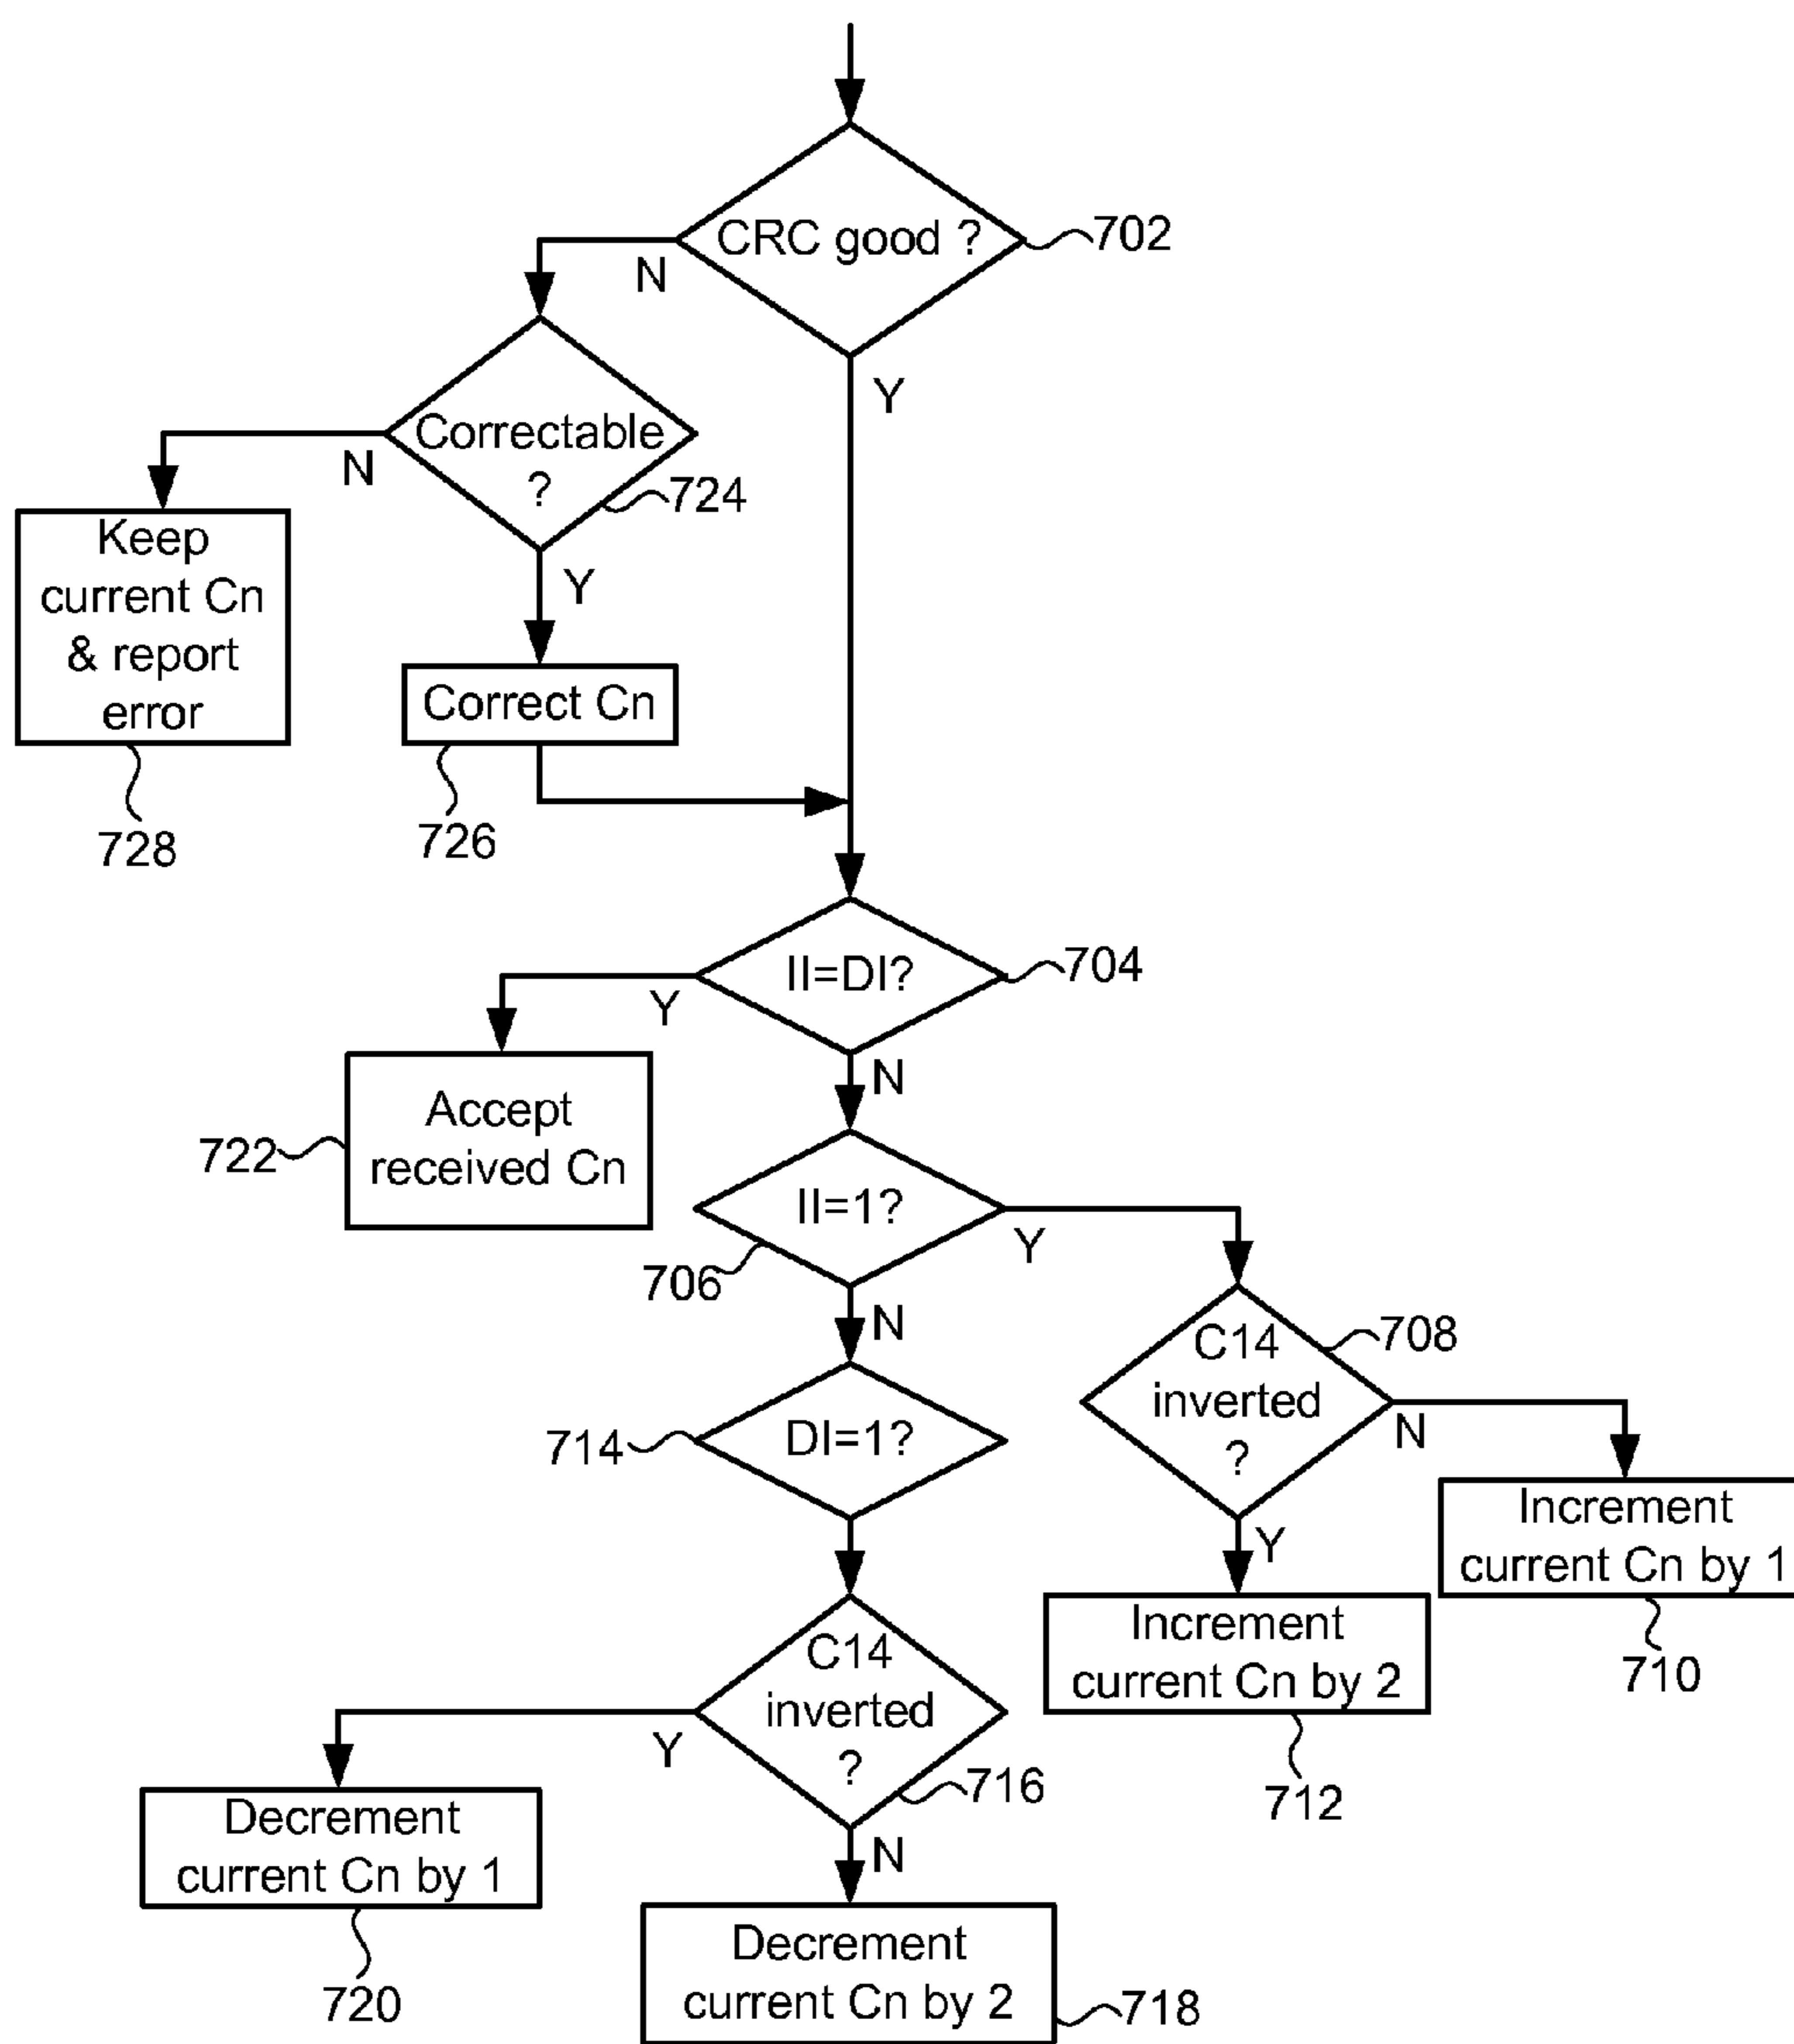 CRC good ?
702
N
Y
Correctable
?
724
N
Y
Keep
current Cn
& report
error
728
Correct Cn
726
II=DI?
704
Y
N
Accept
received Cn
722
II=1?
706
Y
N
C14
inverted
?
708
N
Y
Increment
current Cn by 1
710
Increment
current Cn by 2
712
DI=1?
714
C14
inverted
?
716
Y
N
Decrement
current Cn by 1
720
Decrement
current Cn by 2
718